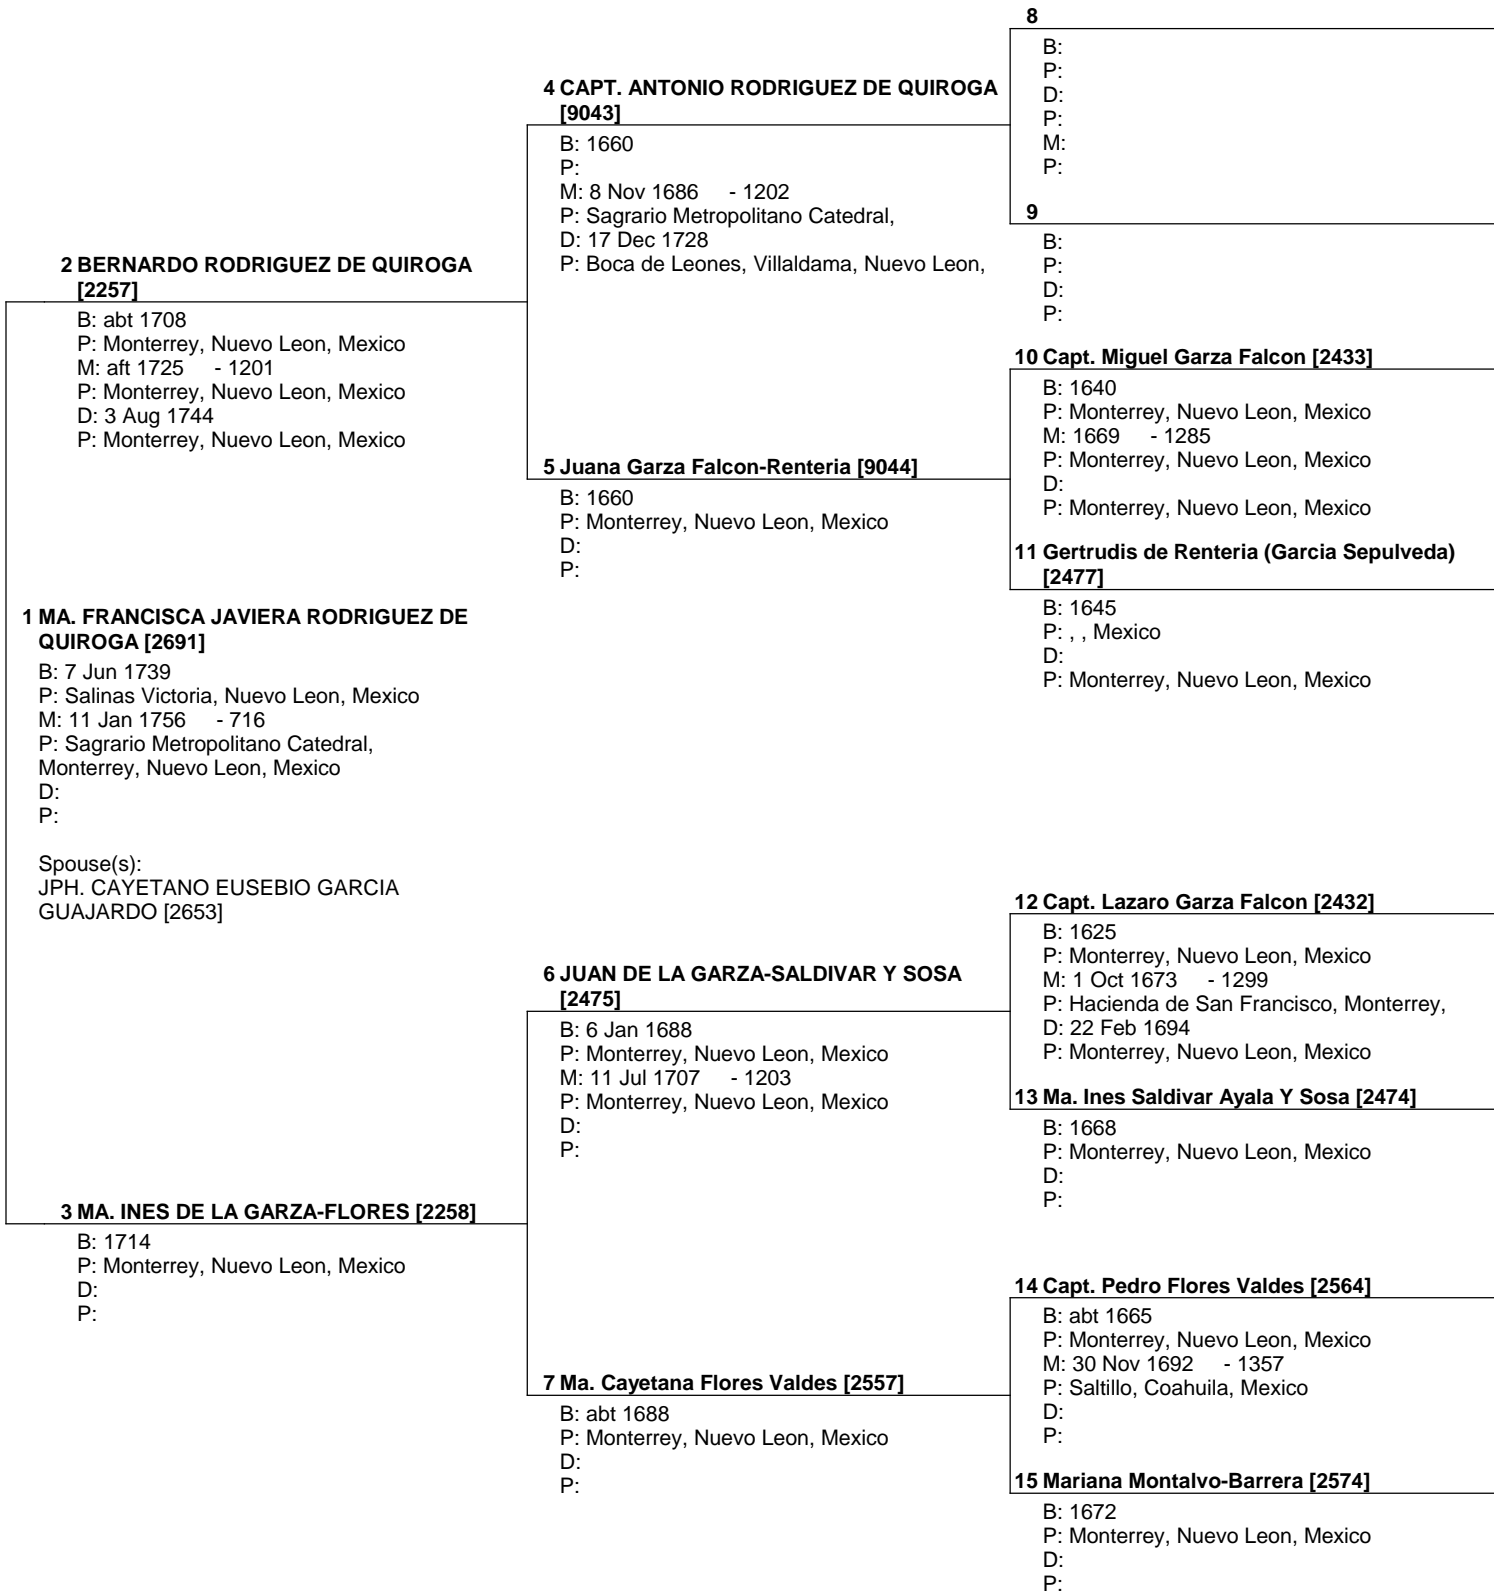 8
B:
P:
D:
P:
M:
P:
4 CAPT. ANTONIO RODRIGUEZ DE QUIROGA
[9043]
B: 1660
P:
M: 8 Nov 1686 - 1202
P: Sagrario Metropolitano Catedral,
D: 17 Dec 1728
P: Boca de Leones, Villaldama, Nuevo Leon,
9
B:
P:
D:
P:
2 BERNARDO RODRIGUEZ DE QUIROGA
[2257]
B: abt 1708
P: Monterrey, Nuevo Leon, Mexico
M: aft 1725 - 1201
P: Monterrey, Nuevo Leon, Mexico
D: 3 Aug 1744
P: Monterrey, Nuevo Leon, Mexico
10 Capt. Miguel Garza Falcon [2433]
B: 1640
P: Monterrey, Nuevo Leon, Mexico
M: 1669 - 1285
P: Monterrey, Nuevo Leon, Mexico
D:
P: Monterrey, Nuevo Leon, Mexico
5 Juana Garza Falcon-Renteria [9044]
B: 1660
P: Monterrey, Nuevo Leon, Mexico
D:
P:
11 Gertrudis de Renteria (Garcia Sepulveda)
[2477]
B: 1645
P: , , Mexico
D:
P: Monterrey, Nuevo Leon, Mexico
1 MA. FRANCISCA JAVIERA RODRIGUEZ DE
QUIROGA [2691]
B: 7 Jun 1739
P: Salinas Victoria, Nuevo Leon, Mexico
M: 11 Jan 1756 - 716
P: Sagrario Metropolitano Catedral,
Monterrey, Nuevo Leon, Mexico
D:
P:
Spouse(s):
JPH. CAYETANO EUSEBIO GARCIA
GUAJARDO [2653]
12 Capt. Lazaro Garza Falcon [2432]
B: 1625
P: Monterrey, Nuevo Leon, Mexico
M: 1 Oct 1673 - 1299
P: Hacienda de San Francisco, Monterrey,
D: 22 Feb 1694
P: Monterrey, Nuevo Leon, Mexico
6 JUAN DE LA GARZA-SALDIVAR Y SOSA
[2475]
B: 6 Jan 1688
P: Monterrey, Nuevo Leon, Mexico
M: 11 Jul 1707 - 1203
P: Monterrey, Nuevo Leon, Mexico
D:
P:
13 Ma. Ines Saldivar Ayala Y Sosa [2474]
B: 1668
P: Monterrey, Nuevo Leon, Mexico
D:
P:
3 MA. INES DE LA GARZA-FLORES [2258]
B: 1714
P: Monterrey, Nuevo Leon, Mexico
D:
P:
14 Capt. Pedro Flores Valdes [2564]
B: abt 1665
P: Monterrey, Nuevo Leon, Mexico
M: 30 Nov 1692 - 1357
P: Saltillo, Coahuila, Mexico
D:
P:
7 Ma. Cayetana Flores Valdes [2557]
B: abt 1688
P: Monterrey, Nuevo Leon, Mexico
D:
P:
15 Mariana Montalvo-Barrera [2574]
B: 1672
P: Monterrey, Nuevo Leon, Mexico
D:
P: